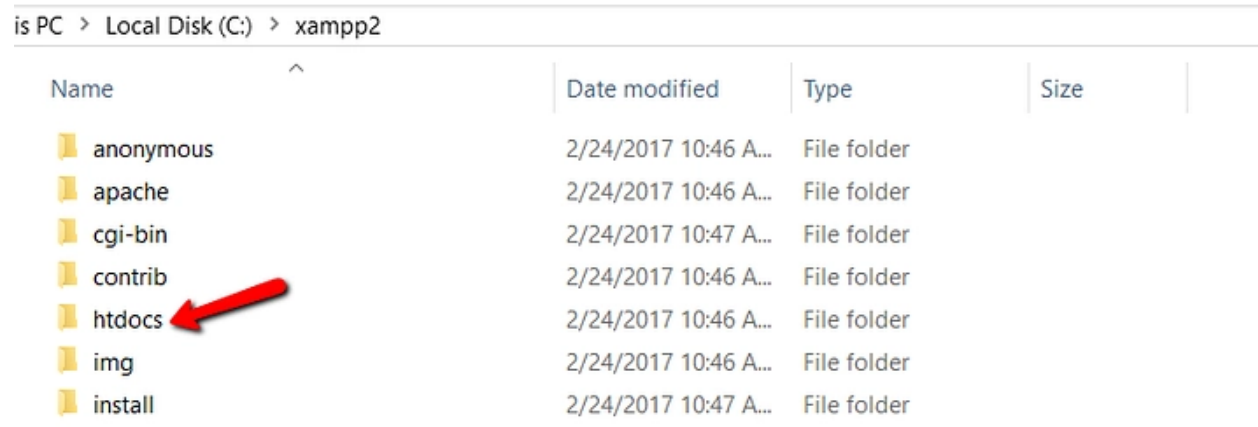 is PC > Local Disk (C:) > xampp2
Name Date modified Type Size
anonymous 2/24/2017 10:46 A... File folder
apache 2/24/2017 10:46 A... File folder
cgi-bin 2/24/2017 10:47 A... File folder
contrib 2/24/2017 10:46 A... File folder
htdocs 2/24/2017 10:46 A... File folder
img 2/24/2017 10:46 A... File folder
install 2/24/2017 10:47 A... File folder